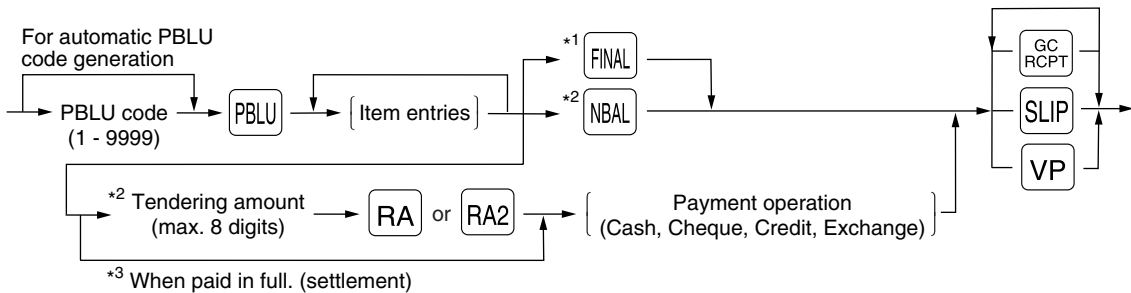 For automatic PBLU
code generation
PBLU code
(1 - 9999)
PBLU
Item entries
*1 FINAL
*2 NBAL
GC
RCPT
SLIP
VP
*2 Tendering amount
(max. 8 digits)
RA or RA2
Payment operation
(Cash, Cheque, Credit, Exchange)
*3 When paid in full. (settlement)